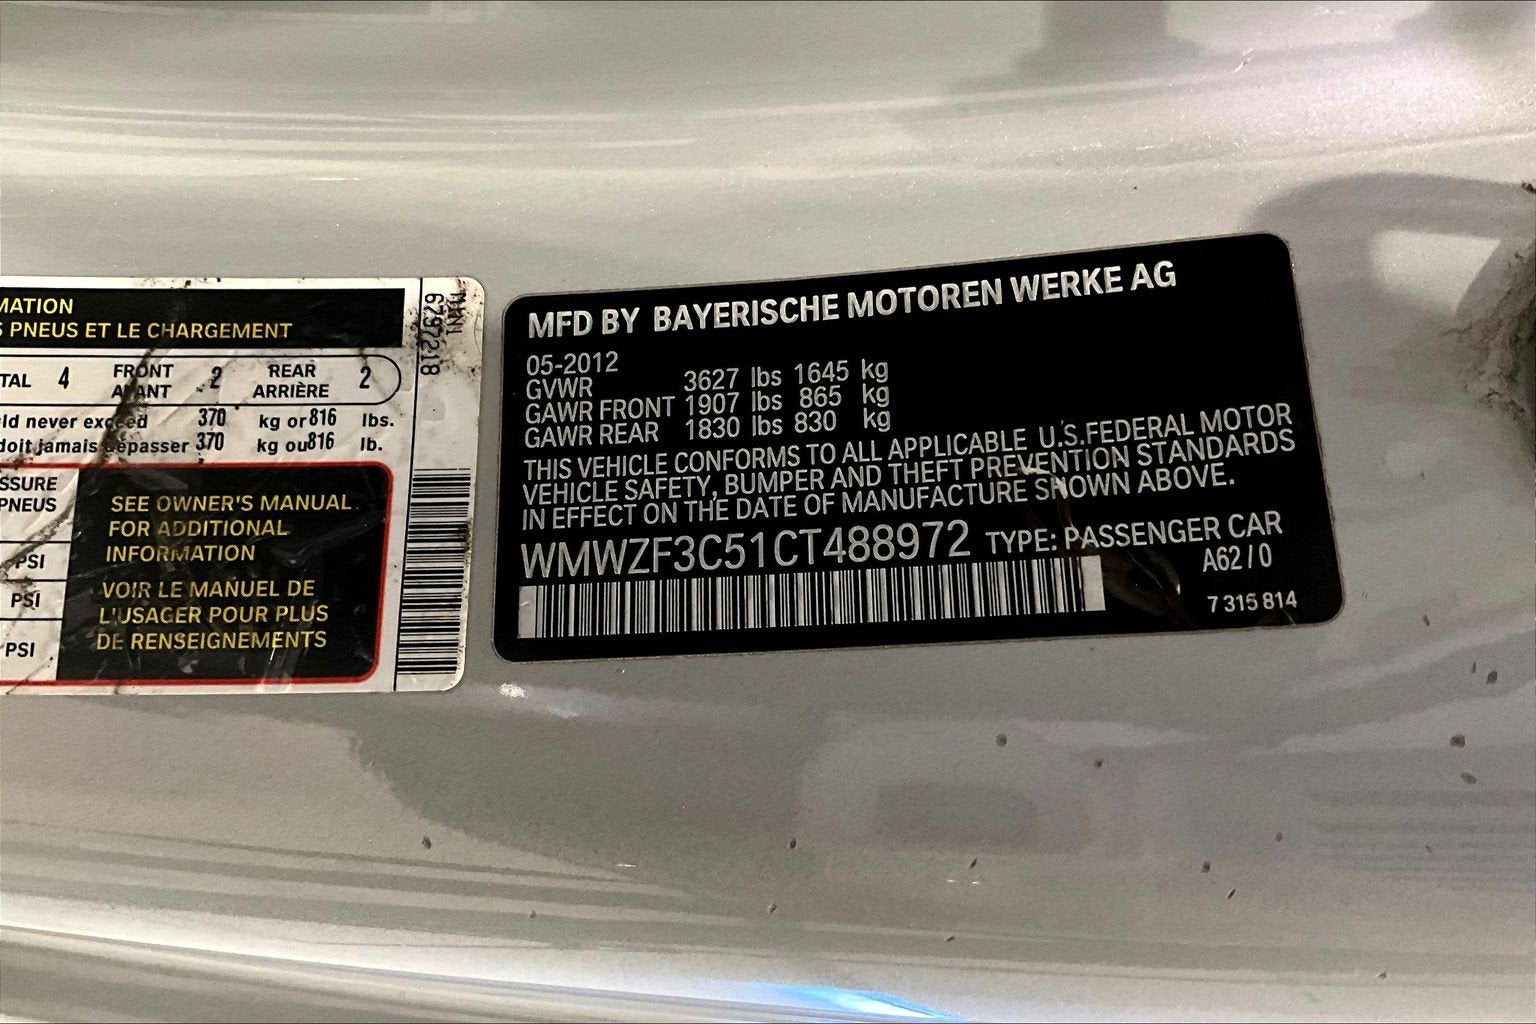 MATION
S PNEUS ET LE CHARGEMENT
TAL 4 FRONT AVANT 2 REAR ARRIÈRE 2
ld never exceed 370 kg or 816 lbs.
doit jamais dépasser 370 kg ou 816 lb.
SSURE
PNEUS
PSI
PSI
PSI
SEE OWNER'S MANUAL
FOR ADDITIONAL
INFORMATION
VOIR LE MANUEL DE
L'USAGER POUR PLUS
DE RENSEIGNEMENTS
6797218
MFD BY BAYERISCHE MOTOREN WERKE AG
05-2012
GVWR 3627 lbs 1645 kg
GAWR FRONT 1907 lbs 865 kg
GAWR REAR 1830 lbs 830 kg
THIS VEHICLE CONFORMS TO ALL APPLICABLE U.S.FEDERAL MOTOR
VEHICLE SAFETY, BUMPER AND THEFT PREVENTION STANDARDS
IN EFFECT ON THE DATE OF MANUFACTURE SHOWN ABOVE.
WMWZF3C51CT488972 TYPE: PASSENGER CAR
A62/0
7 315 814